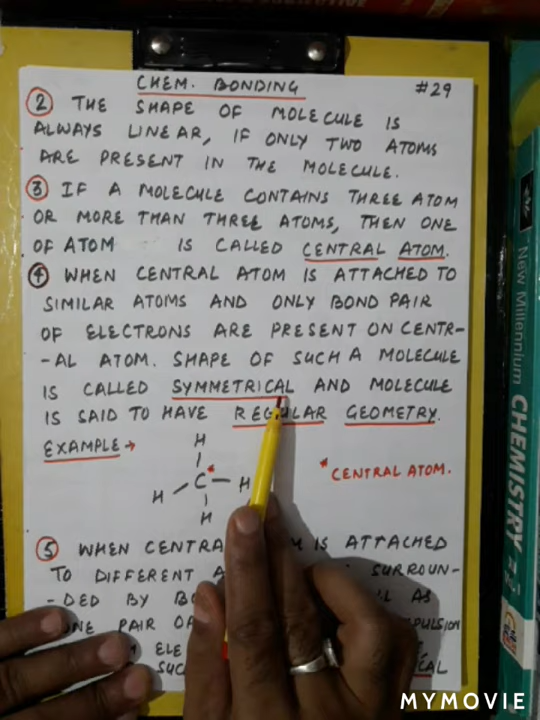 CHEM. BONDING #29
② THE SHAPE OF MOLECULE IS
ALWAYS LINEAR, IF ONLY TWO ATOMS
ARE PRESENT IN THE MOLECULE.
③ IF A MOLECULE CONTAINS THREE ATOM
OR MORE THAN THREE ATOMS, THEN ONE
OF ATOM IS CALLED CENTRAL ATOM.
④ WHEN CENTRAL ATOM IS ATTACHED TO
SIMILAR ATOMS AND ONLY BOND PAIR
OF ELECTRONS ARE PRESENT ON CENTR-
-AL ATOM. SHAPE OF SUCH A MOLECULE
IS CALLED SYMMETRICAL AND MOLECULE
IS SAID TO HAVE REGULAR GEOMETRY.
EXAMPLE→
H
H C* H
H
*CENTRAL ATOM.
⑤ WHEN CENTRA IS ATTACHED
TO DIFFERENT A SURROUN-
-DED BY AS
PAIR
SUC
New Millennium CHEMISTRY
MYMOVIE